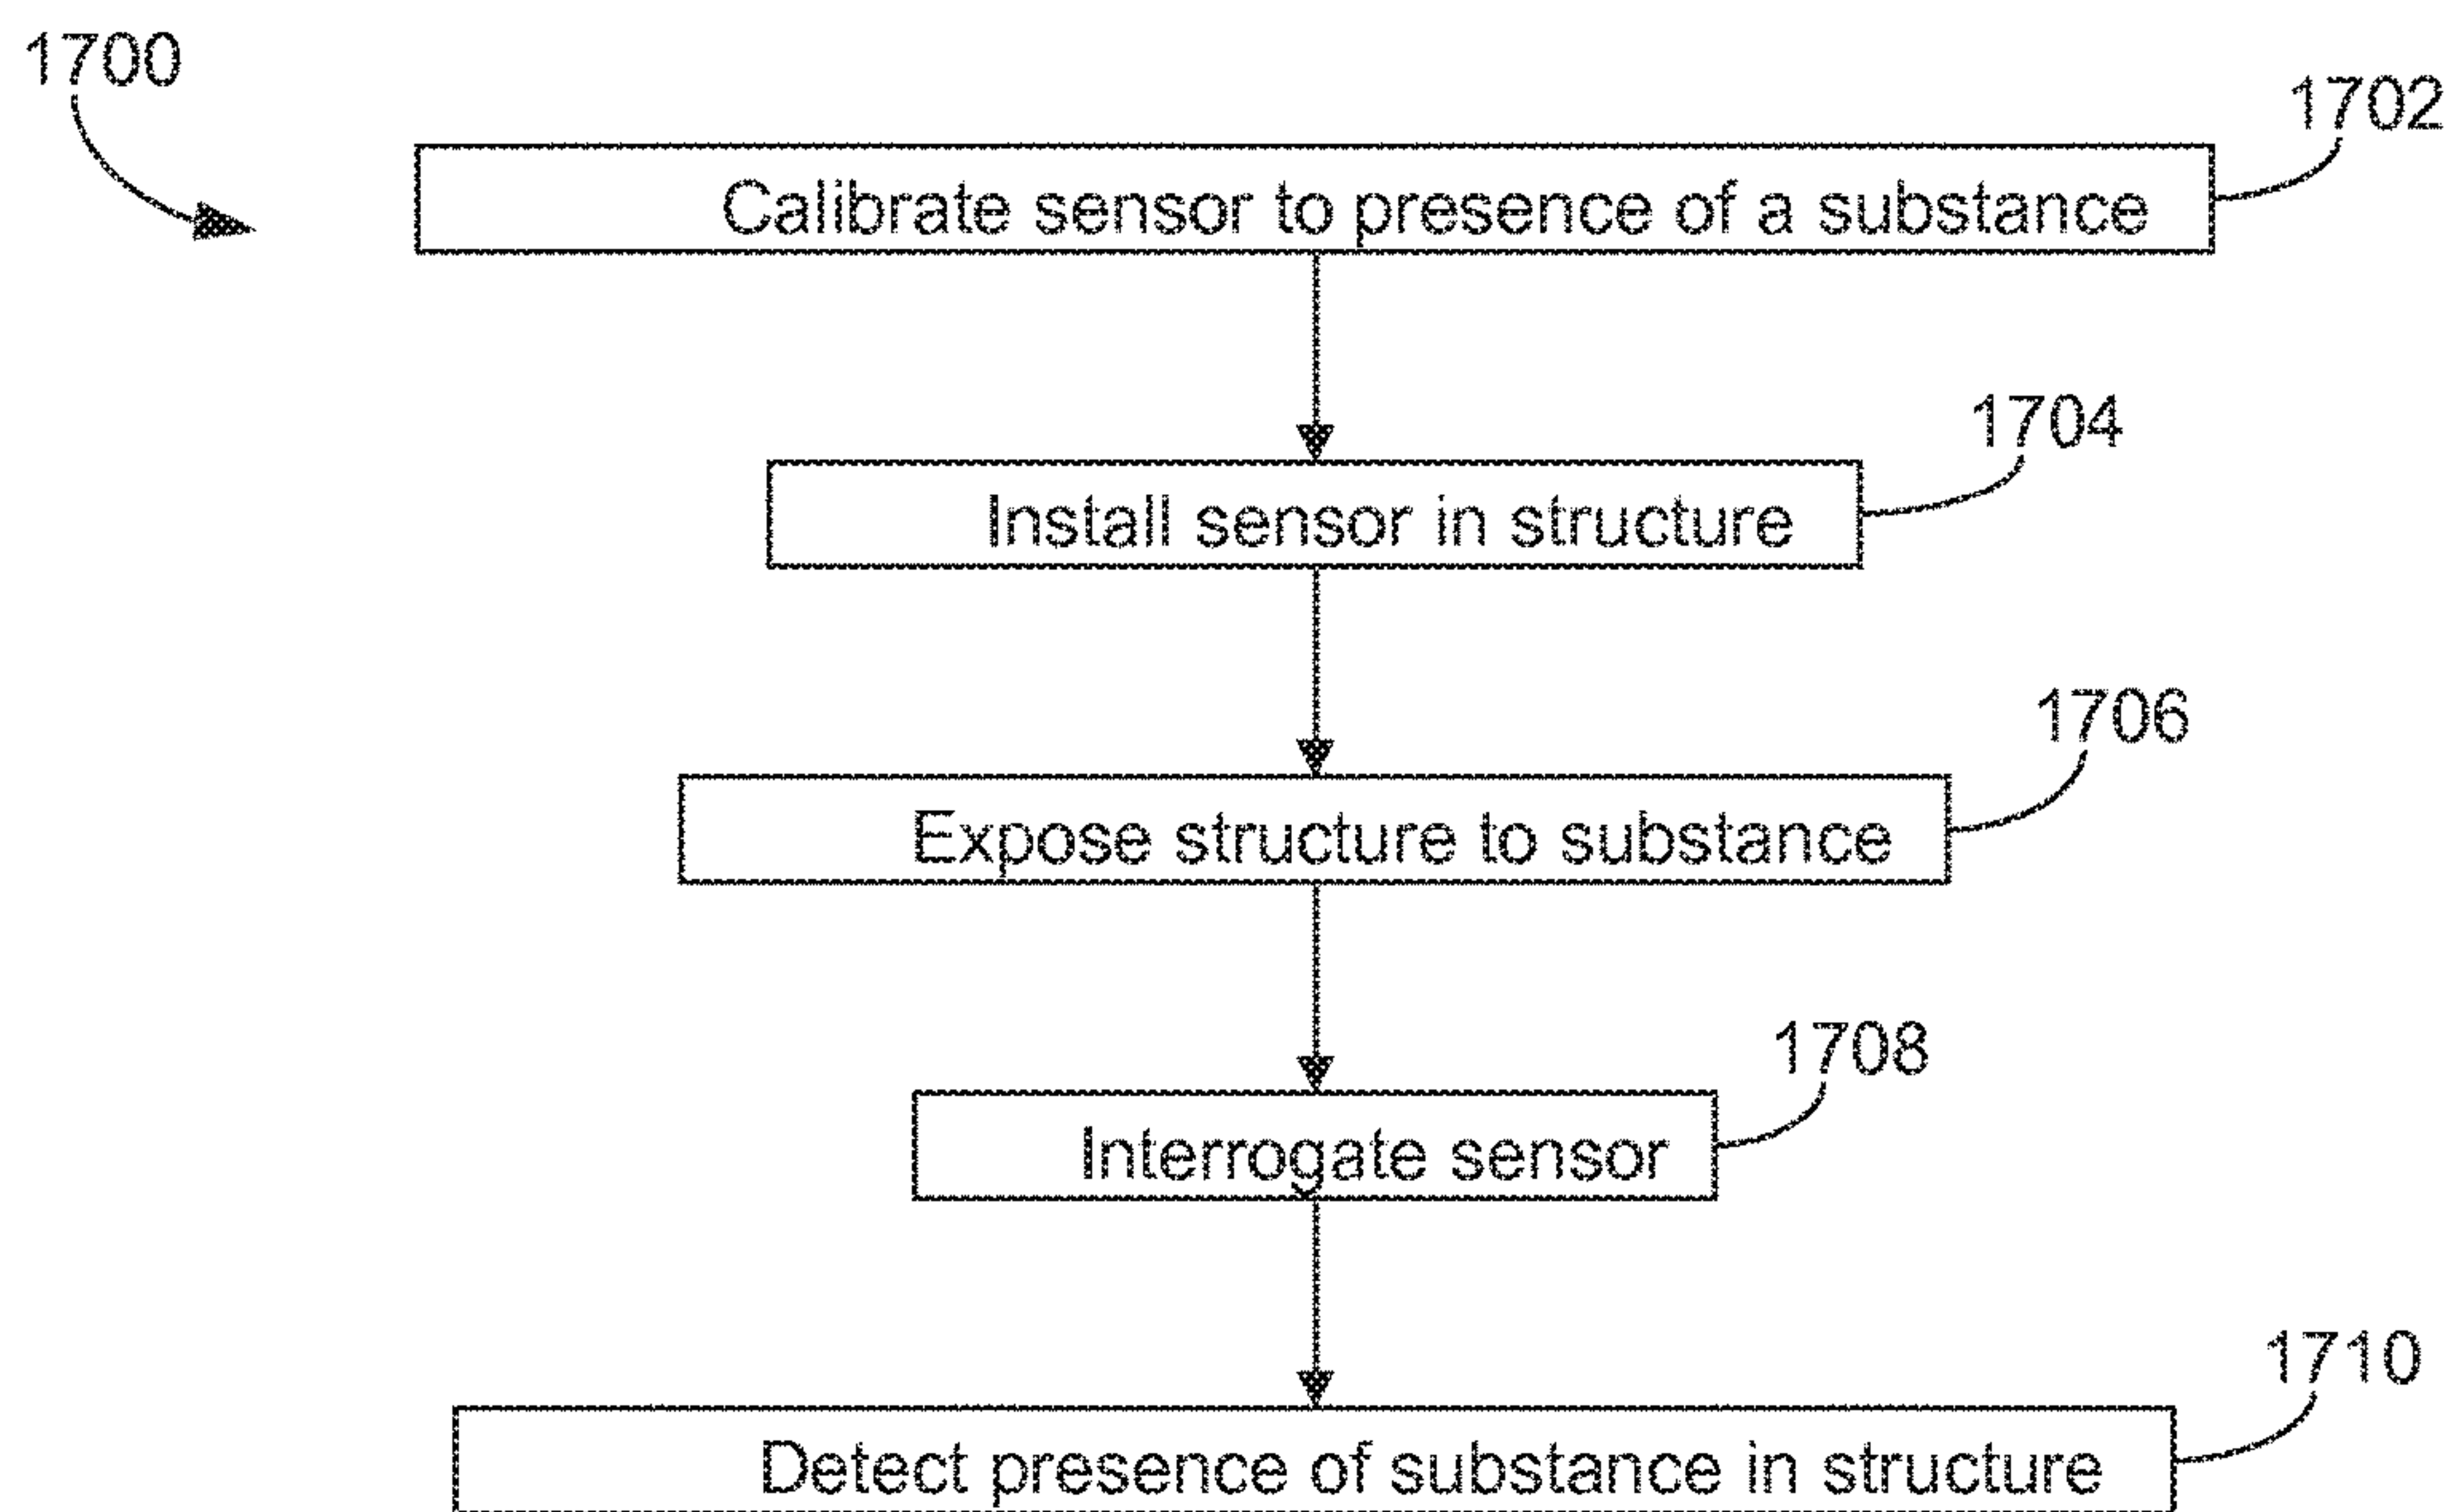 1700
1702
Calibrate sensor to presence of a substance
1704
Install sensor in structure
1706
Expose structure to substance
1708
Interrogate sensor
1710
Detect presence of substance in structure